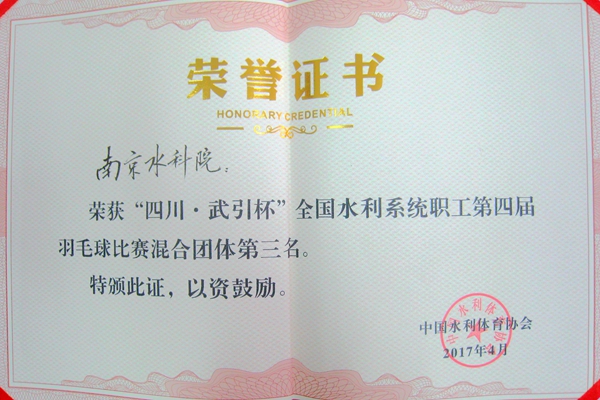 荣誉证书
HONORARY CREDENTIAL
南京水科院：
荣获“四川·武引杯”全国水利系统职工第四届
羽毛球比赛混合团体第三名。
特颁此证，以资鼓励。
中国水利体育协会
2017年4月